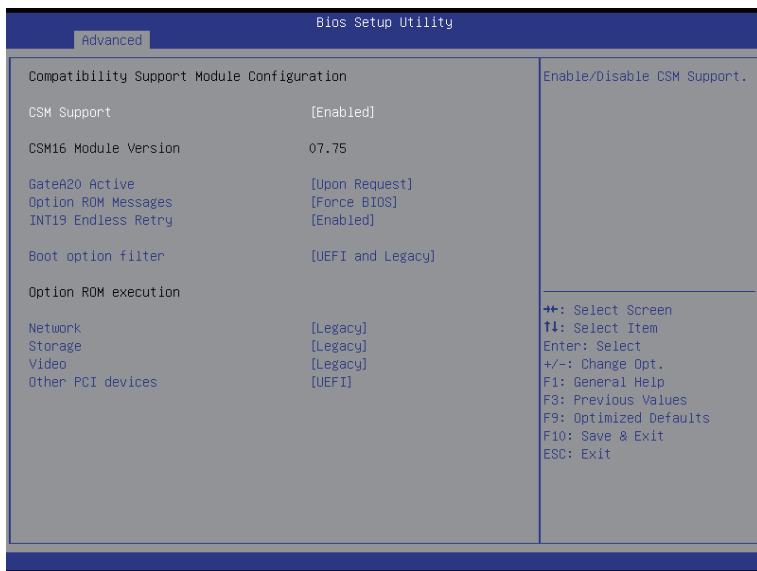 Bios Setup Utility
Advanced
Compatibility Support Module Configuration
CSM Support [Enabled]
CSM16 Module Version 07.75
GateA20 Active [Upon Request]
Option ROM Messages [Force BIOS]
INT19 Endless Retry [Enabled]
Boot option filter [UEFI and Legacy]
Option ROM execution
Network [Legacy]
Storage [Legacy]
Video [Legacy]
Other PCI devices [UEFI]
Enable/Disable CSM Support.
→←: Select Screen
↑↓: Select Item
Enter: Select
+/-: Change Opt.
F1: General Help
F3: Previous Values
F9: Optimized Defaults
F10: Save & Exit
ESC: Exit